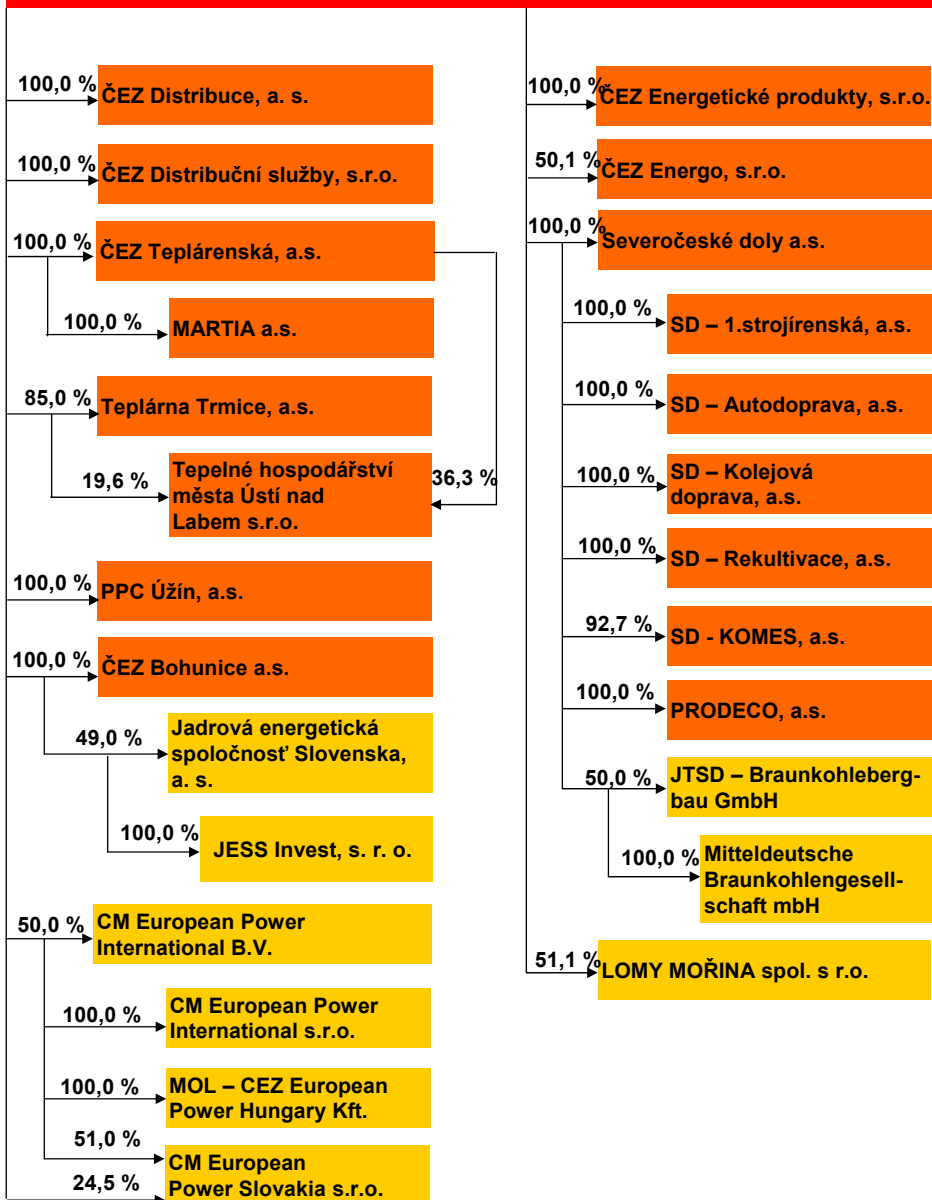 100,0 %
ČEZ Distribuce, a. s.
100,0 %
ČEZ Distribuční služby, s.r.o.
100,0 %
ČEZ Teplárenská, a.s.
100,0 %
MARTIA a.s.
85,0 %
Teplárna Trmice, a.s.
19,6 %
Tepelné hospodářství
města Ústí nad
Labem s.r.o.
36,3 %
100,0 %
PPC Úžín, a.s.
100,0 %
ČEZ Bohunice a.s.
49,0 %
Jadrová energetická
spoločnosť Slovenska,
a. s.
100,0 %
JESS Invest, s. r. o.
50,0 %
CM European Power
International B.V.
100,0 %
CM European Power
International s.r.o.
100,0 %
MOL – CEZ European
Power Hungary Kft.
51,0 %
24,5 %
CM European
Power Slovakia s.r.o.
100,0 %
ČEZ Energetické produkty, s.r.o.
50,1 %
ČEZ Energo, s.r.o.
100,0 %
Severočeské doly a.s.
100,0 %
SD – 1.strojírenská, a.s.
100,0 %
SD – Autodoprava, a.s.
100,0 %
SD – Kolejová
doprava, a.s.
100,0 %
SD – Rekultivace, a.s.
92,7 %
SD - KOMES, a.s.
100,0 %
PRODECO, a.s.
50,0 %
JTSD – Braunkohleberg-
bau GmbH
100,0 %
Mitteldeutsche
Braunkohlengesell-
schaft mbH
51,1 %
LOMY MOŘINA spol. s r.o.